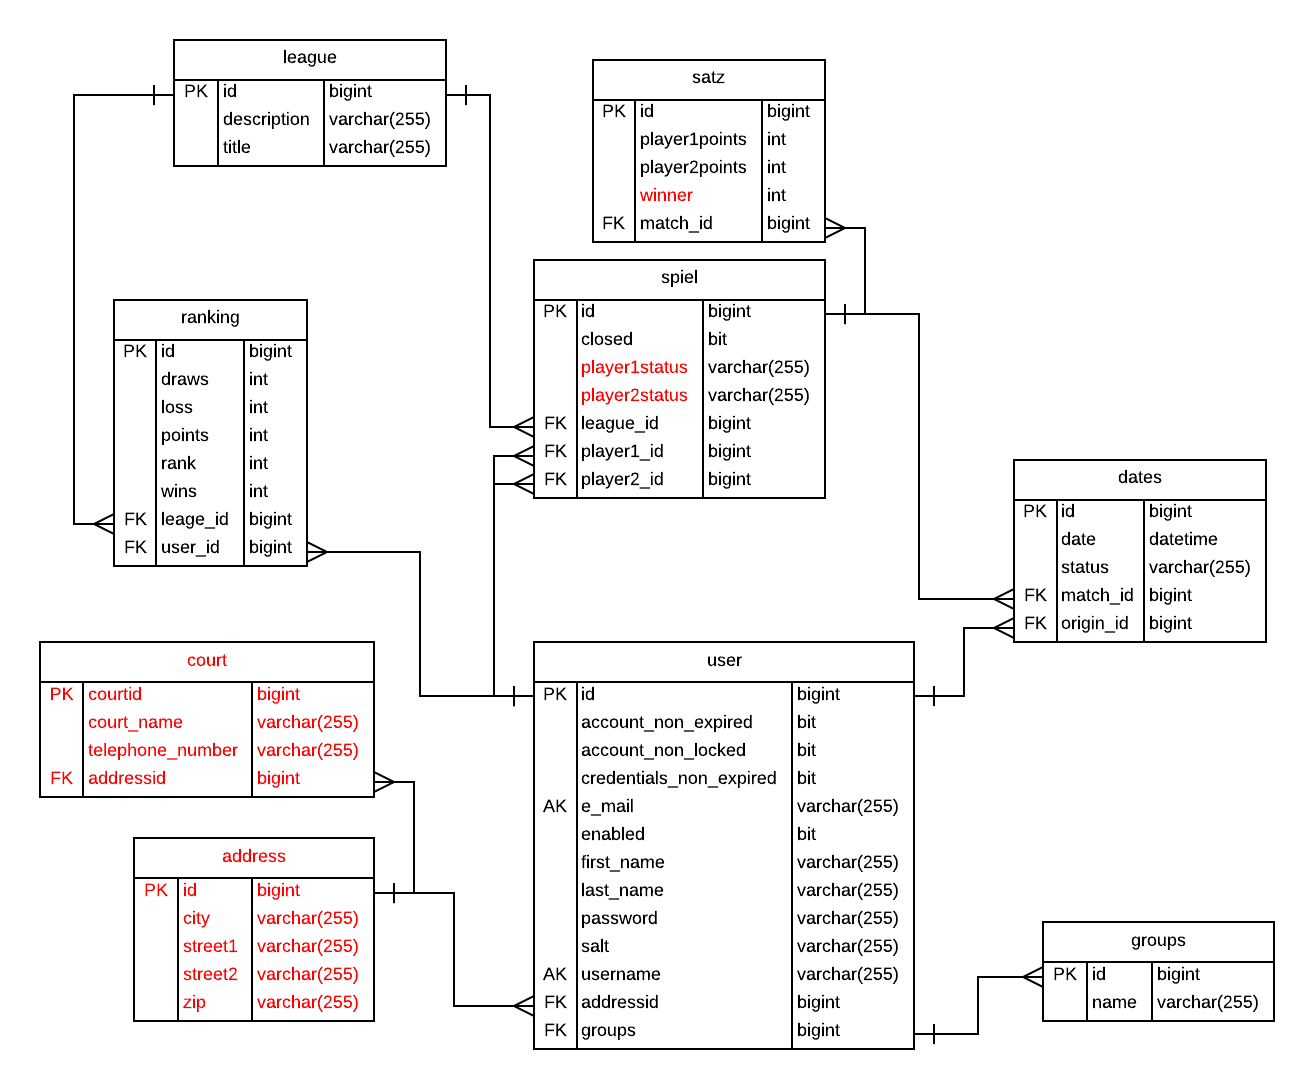 league
PK id bigint
description varchar(255)
title varchar(255)
satz
PK id bigint
player1points int
player2points int
winner int
FK match_id bigint
spiel
PK id bigint
closed bit
player1status varchar(255)
player2status varchar(255)
FK league_id bigint
FK player1_id bigint
FK player2_id bigint
ranking
PK id bigint
draws int
loss int
points int
rank int
wins int
FK leage_id bigint
FK user_id bigint
dates
PK id bigint
date datetime
status varchar(255)
FK match_id bigint
FK origin_id bigint
court
PK courtid bigint
court_name varchar(255)
telephone_number varchar(255)
FK addressid bigint
user
PK id bigint
account_non_expired bit
account_non_locked bit
credentials_non_expired bit
AK e_mail varchar(255)
enabled bit
first_name varchar(255)
last_name varchar(255)
password varchar(255)
salt varchar(255)
AK username varchar(255)
FK addressid bigint
FK groups bigint
address
PK id bigint
city varchar(255)
street1 varchar(255)
street2 varchar(255)
zip varchar(255)
groups
PK id bigint
name varchar(255)